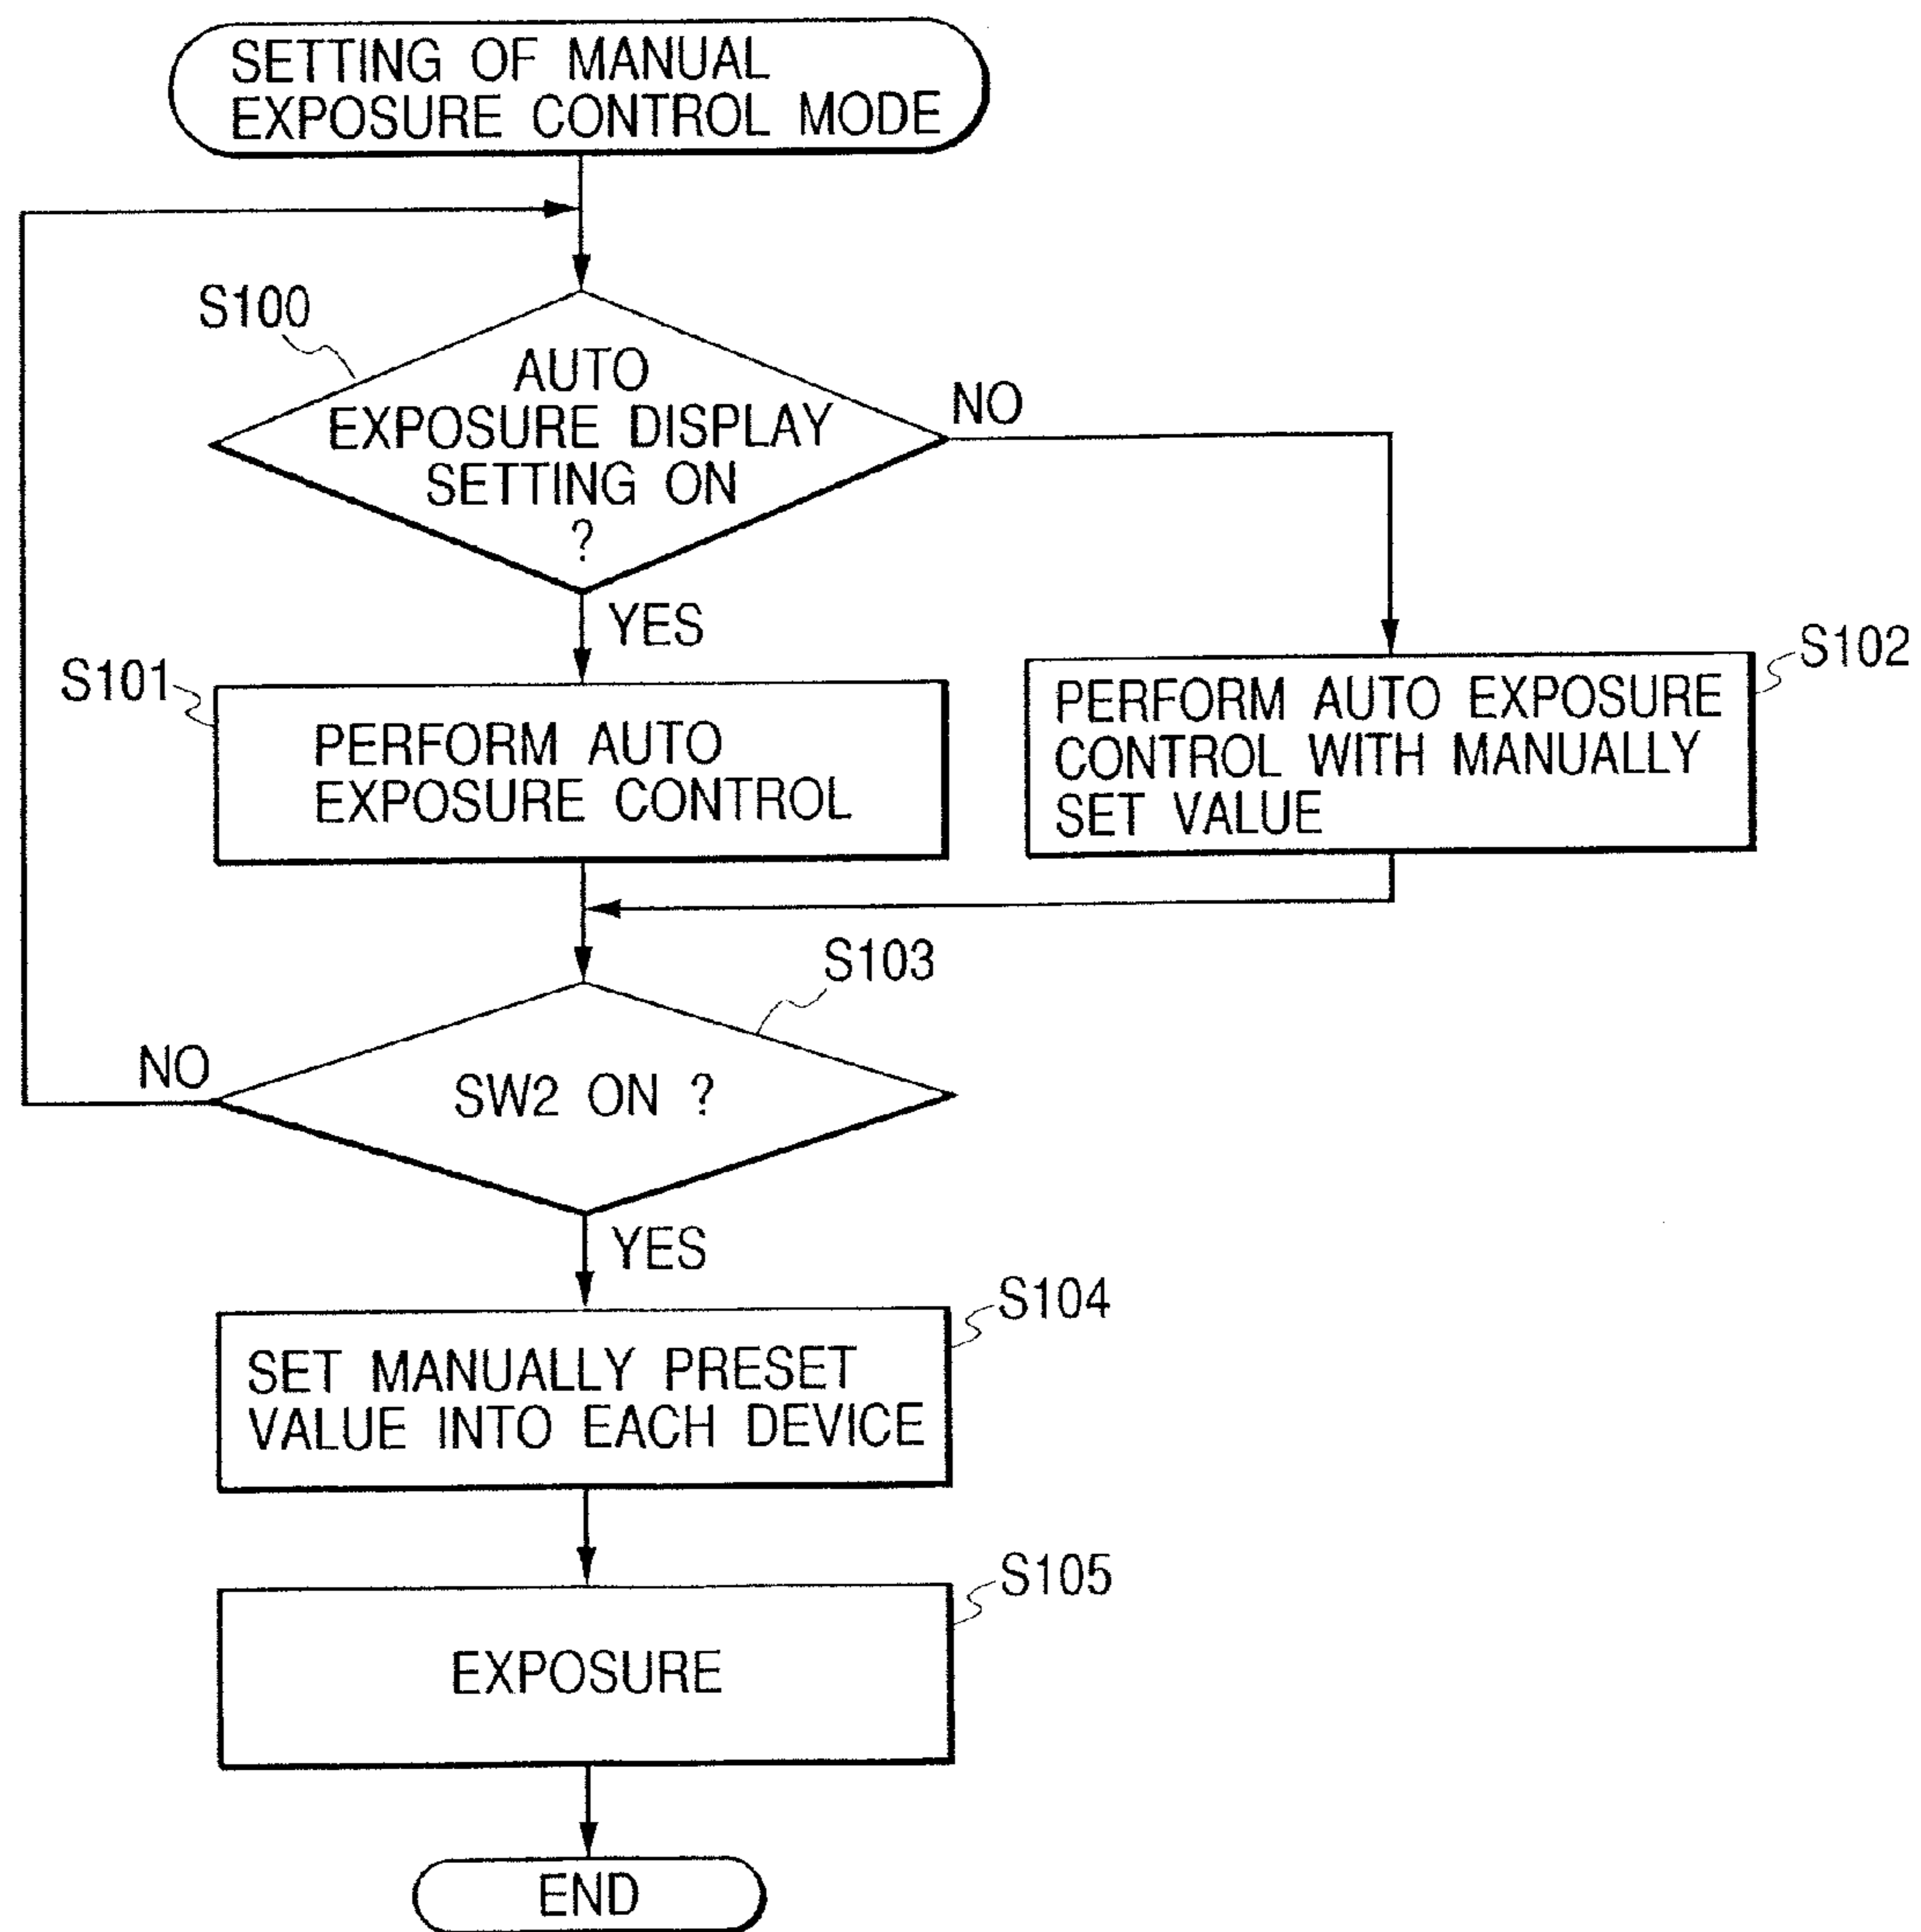 SETTING OF MANUAL
EXPOSURE CONTROL MODE
S100
AUTO
EXPOSURE DISPLAY
SETTING ON
?
NO
YES
S101
PERFORM AUTO
EXPOSURE CONTROL
S102
PERFORM AUTO EXPOSURE
CONTROL WITH MANUALLY
SET VALUE
S103
SW2 ON ?
NO
YES
S104
SET MANUALLY PRESET
VALUE INTO EACH DEVICE
S105
EXPOSURE
END